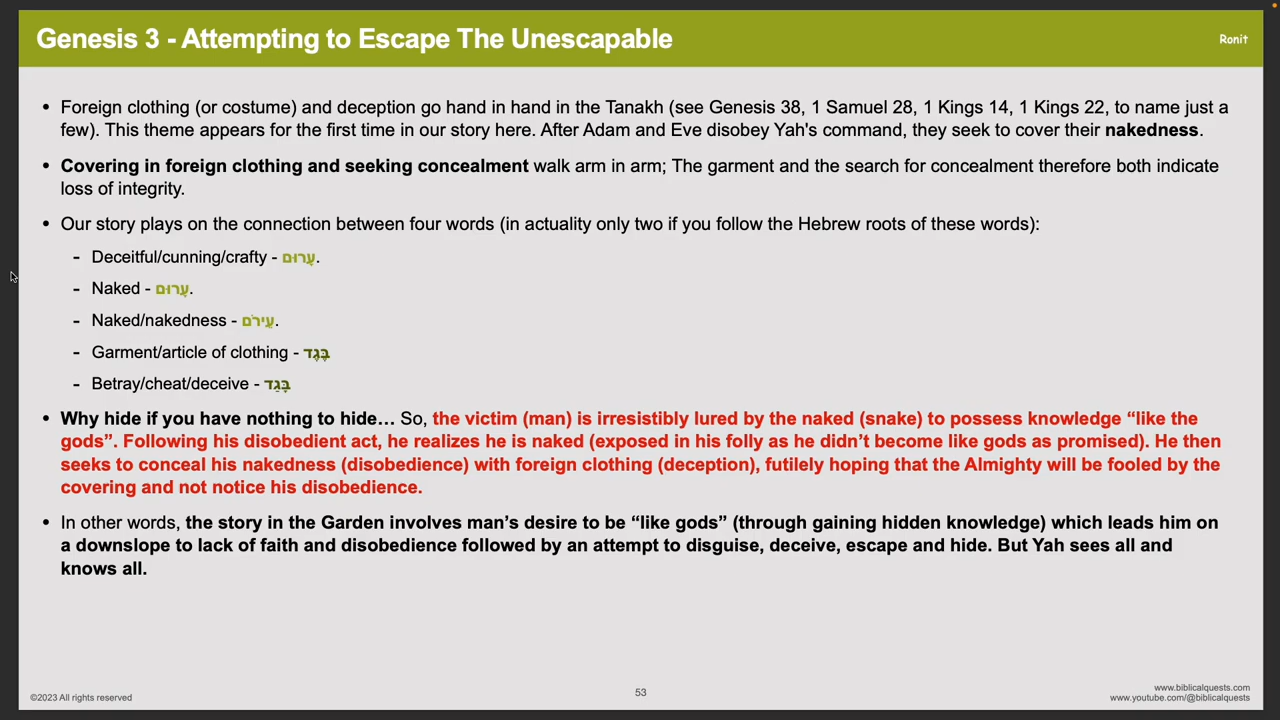 Genesis 3 - Attempting to Escape The Unescapable
Ronit
• Foreign clothing (or costume) and deception go hand in hand in the Tanakh (see Genesis 38, 1 Samuel 28, 1 Kings 14, 1 Kings 22, to name just a
few). This theme appears for the first time in our story here. After Adam and Eve disobey Yah's command, they seek to cover their nakedness.
• Covering in foreign clothing and seeking concealment walk arm in arm; The garment and the search for concealment therefore both indicate
loss of integrity.
• Our story plays on the connection between four words (in actuality only two if you follow the Hebrew roots of these words):
- Deceitful/cunning/crafty - עָרוּם.
- Naked - עָרוּם.
- Naked/nakedness - עֵירֹם.
- Garment/article of clothing - בֶּגֶד
- Betray/cheat/deceive - בָּגַד
• Why hide if you have nothing to hide… So, the victim (man) is irresistibly lured by the naked (snake) to possess knowledge “like the
gods”. Following his disobedient act, he realizes he is naked (exposed in his folly as he didn’t become like gods as promised). He then
seeks to conceal his nakedness (disobedience) with foreign clothing (deception), futilely hoping that the Almighty will be fooled by the
covering and not notice his disobedience.
• In other words, the story in the Garden involves man’s desire to be “like gods” (through gaining hidden knowledge) which leads him on
a downslope to lack of faith and disobedience followed by an attempt to disguise, deceive, escape and hide. But Yah sees all and
knows all.
©2023 All rights reserved
53
www.biblicalquests.com
www.youtube.com/@biblicalquests